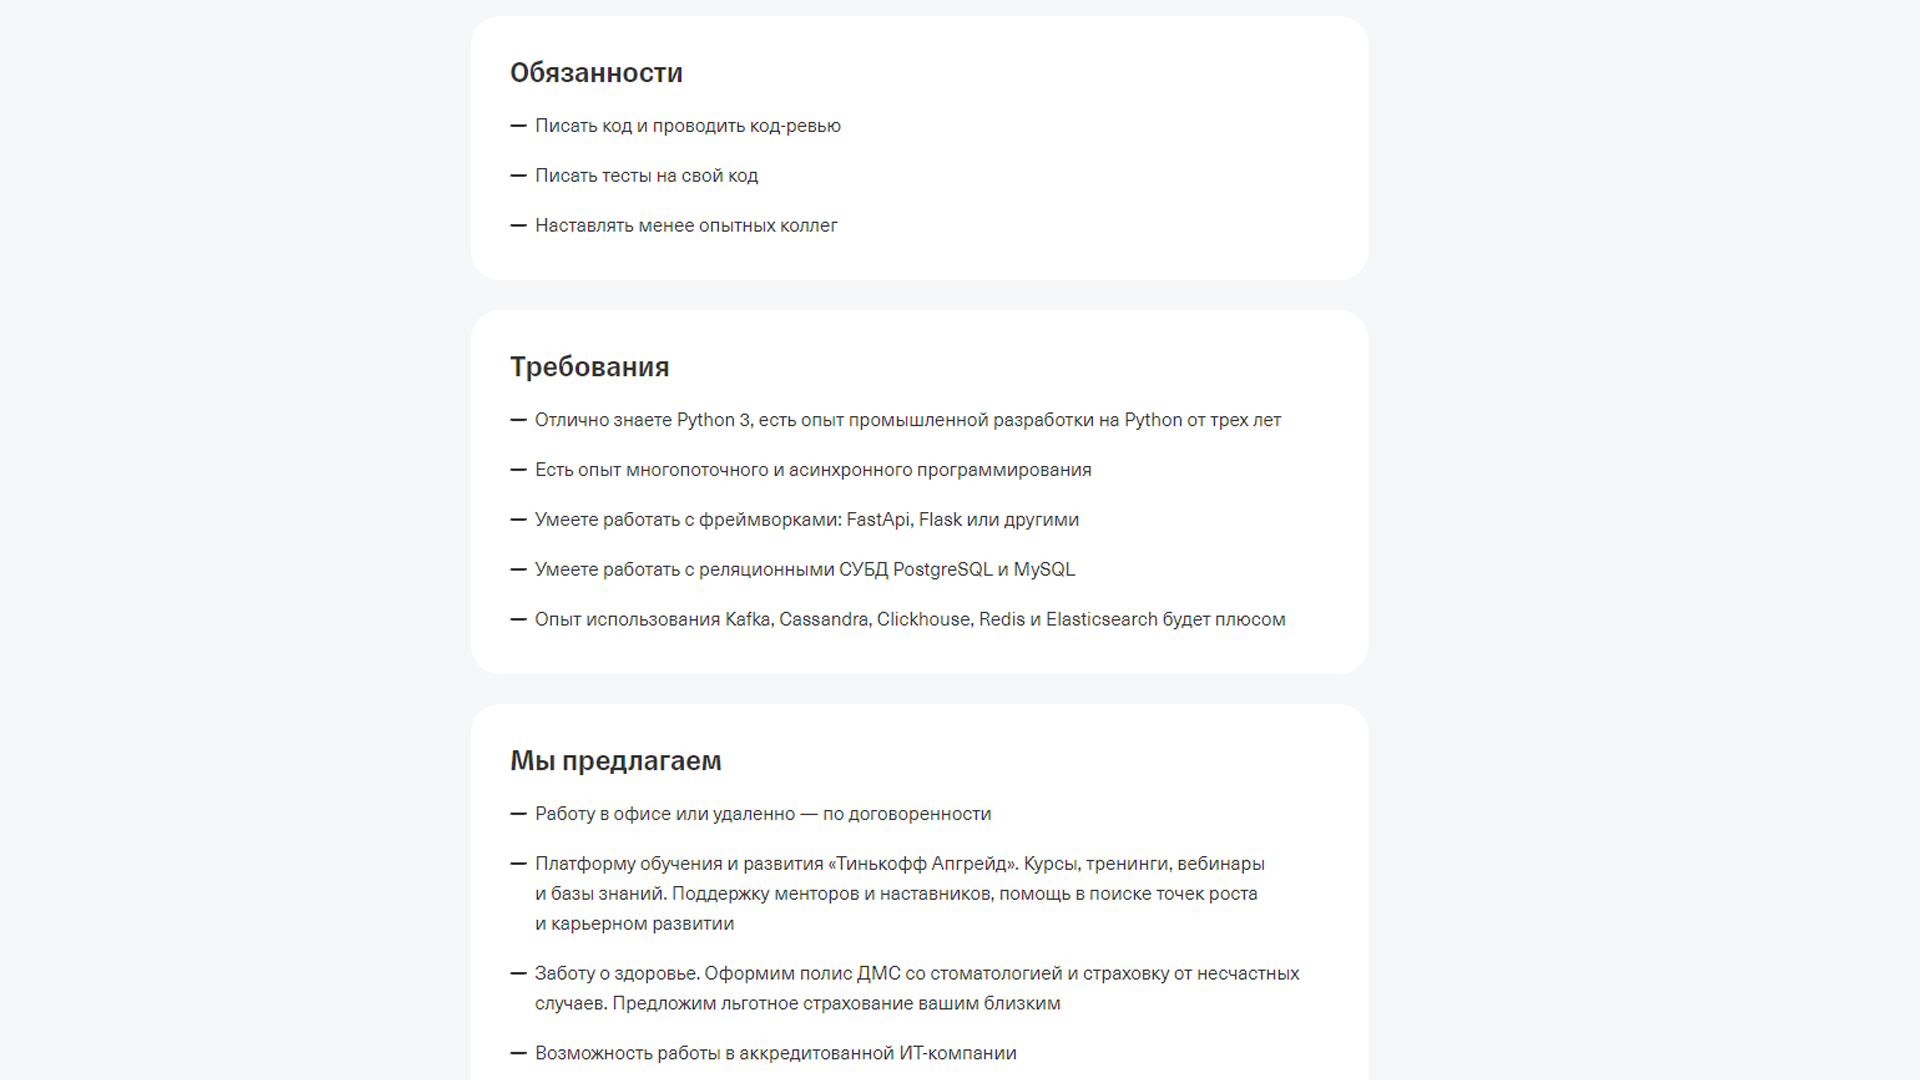 Обязанности
— Писать код и проводить код-ревью
— Писать тесты на свой код
— Наставлять менее опытных коллег
Требования
— Отлично знаете Python 3, есть опыт промышленной разработки на Python от трех лет
— Есть опыт многопоточного и асинхронного программирования
— Умеете работать с фреймворками: FastApi, Flask или другими
— Умеете работать с реляционными СУБД PostgreSQL и MySQL
— Опыт использования Kafka, Cassandra, Clickhouse, Redis и Elasticsearch будет плюсом
Мы предлагаем
— Работу в офисе или удаленно — по договоренности
— Платформу обучения и развития «Тинькофф Апгрейд». Курсы, тренинги, вебинары
и базы знаний. Поддержку менторов и наставников, помощь в поиске точек роста
и карьерном развитии
— Заботу о здоровье. Оформим полис ДМС со стоматологией и страховку от несчастных
случаев. Предложим льготное страхование вашим близким
— Возможность работы в аккредитованной ИТ-компании